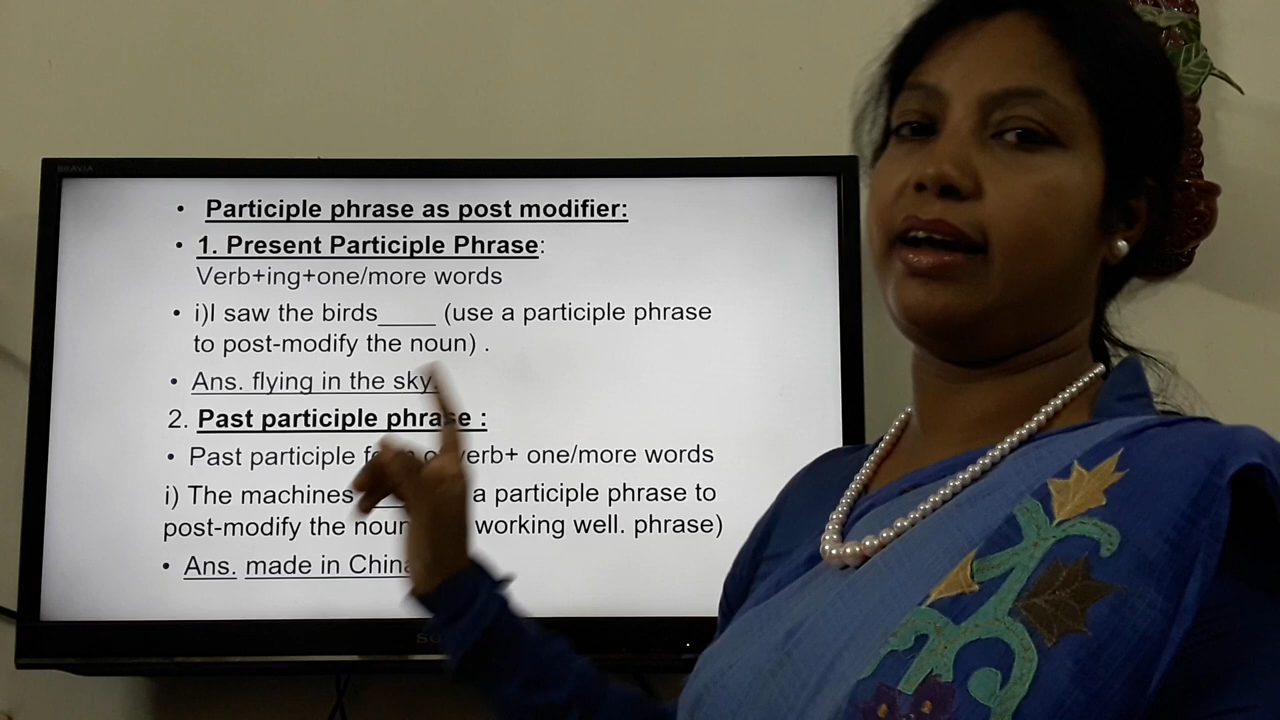 BRAVIA
• Participle phrase as post modifier:
• 1. Present Participle Phrase:
Verb+ing+one/more words
• i)I saw the birds____ (use a participle phrase
to post-modify the noun) .
• Ans. flying in the sky.
2. Past participle phrase :
• Past participle verb+ one/more words
i) The machines a participle phrase to
post-modify the noun working well. phrase)
• Ans. made in China